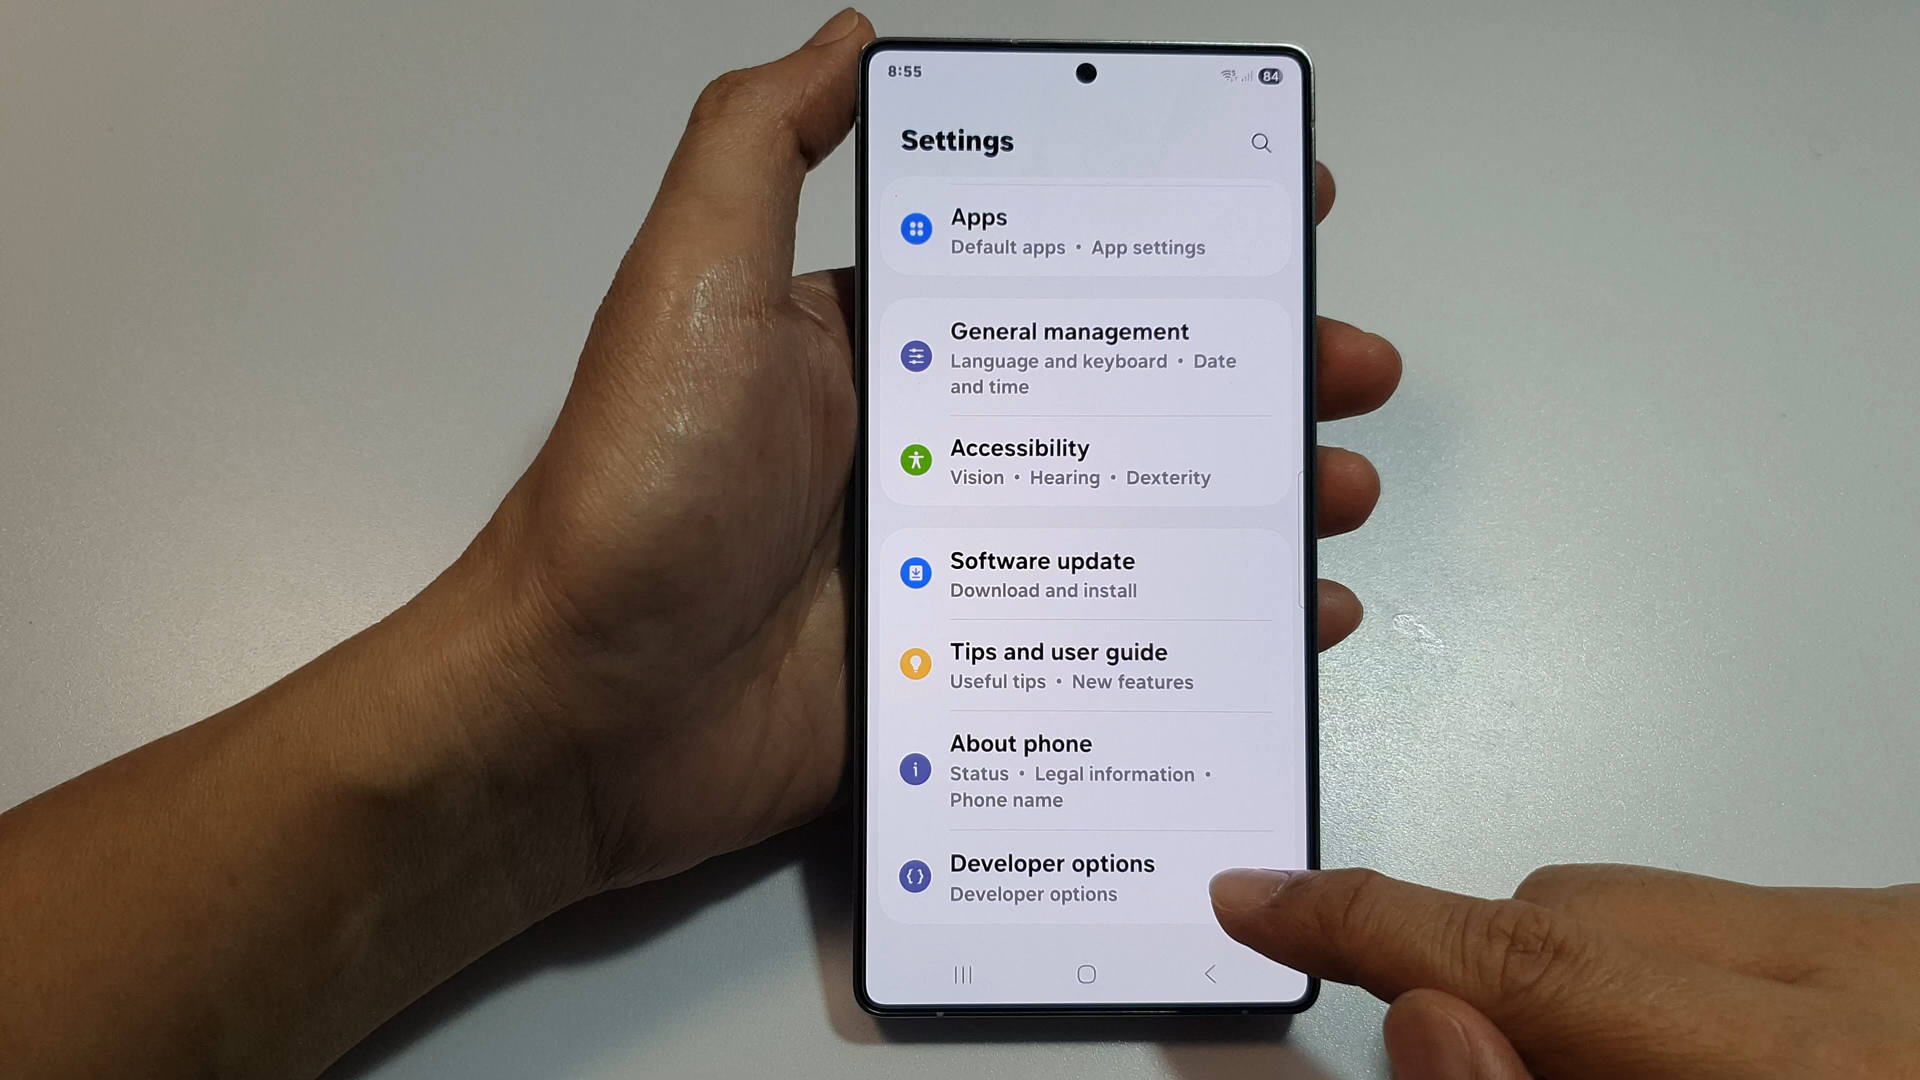 8:55
84
Settings
Apps
Default apps • App settings
General management
Language and keyboard • Date
and time
Accessibility
Vision • Hearing • Dexterity
Software update
Download and install
Tips and user guide
Useful tips • New features
About phone
Status • Legal information •
Phone name
Developer options
Developer options